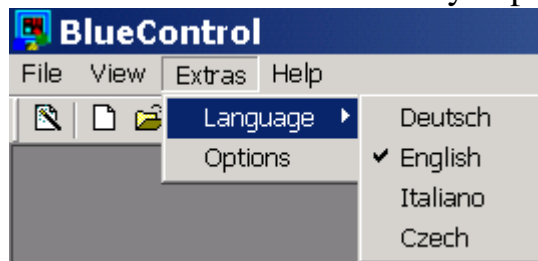 BlueControl
File View Extras Help
Language Deutsch
Options English
Italiano
Czech